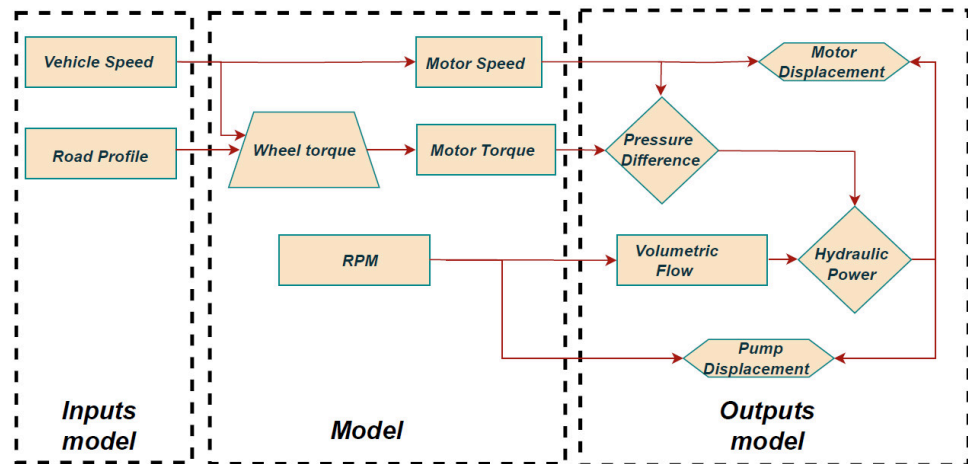 Vehicle Speed
Road Profile
Inputs
model
Motor Speed
Wheel torque
Motor Torque
RPM
Model
Motor
Displacement
Pressure
Difference
Volumetric
Flow
Hydraulic
Power
Pump
Displacement
Outputs
model